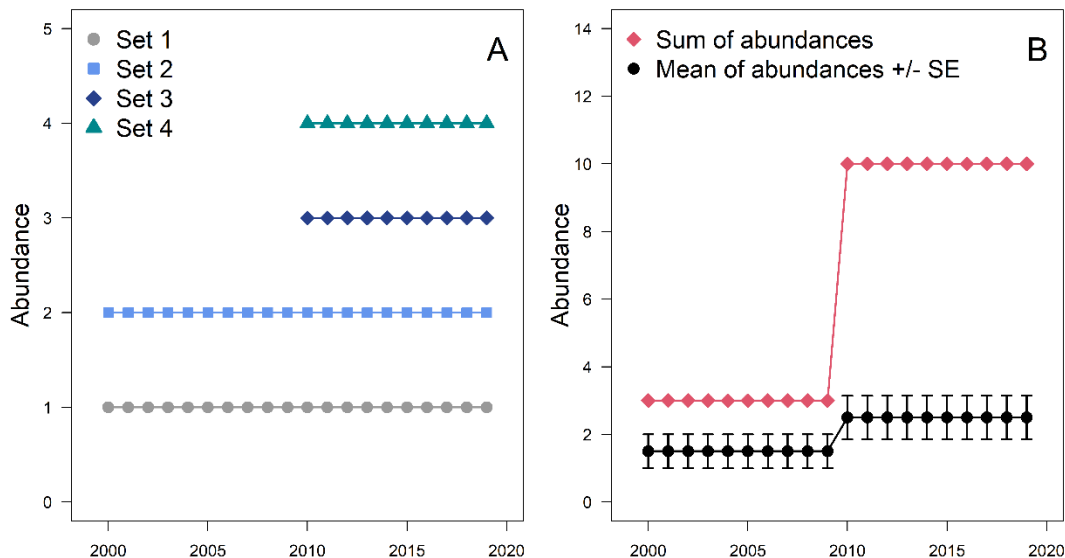 A
Set 1
Set 2
Set 3
Set 4
Abundance
5
4
3
2
1
0
2000 2005 2010 2015 2020
B
Sum of abundances
Mean of abundances +/- SE
Abundance
14
12
10
8
6
4
2
0
2000 2005 2010 2015 2020